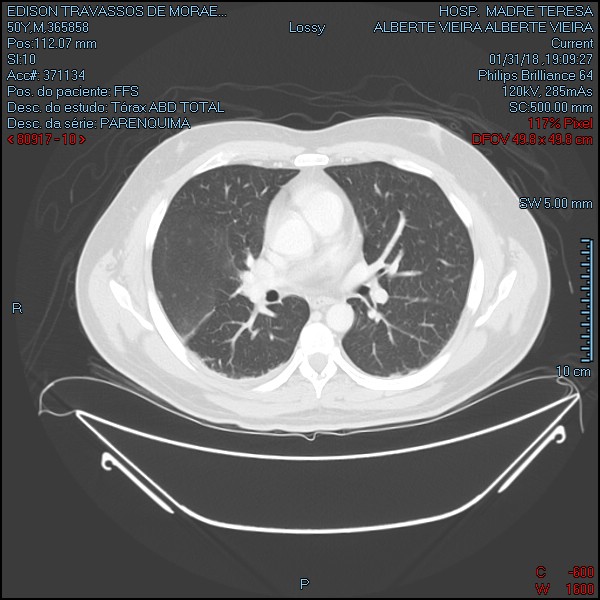 EDISON TRAVASSOS DE MORAE...
50Y,M,365858
Pos:112.07 mm
SI:10
Acc#: 371134
Pos. do paciente: FFS
Desc. do estudo: Tórax ABD TOTAL
Desc. da série: PARENQUIMA
< 80917 - 10 >
Lossy
HOSP. MADRE TERESA
ALBERTE VIEIRA ALBERTE VIEIRA
Current
01/31/18 ,19:09:27
Philips Brilliance 64
120kV, 285mAs
SC:500.00 mm
117% Pixel
DFOV 49.8 x 49.8 cm
SW 5.00 mm
R
10 cm
P
C -600
W 1600